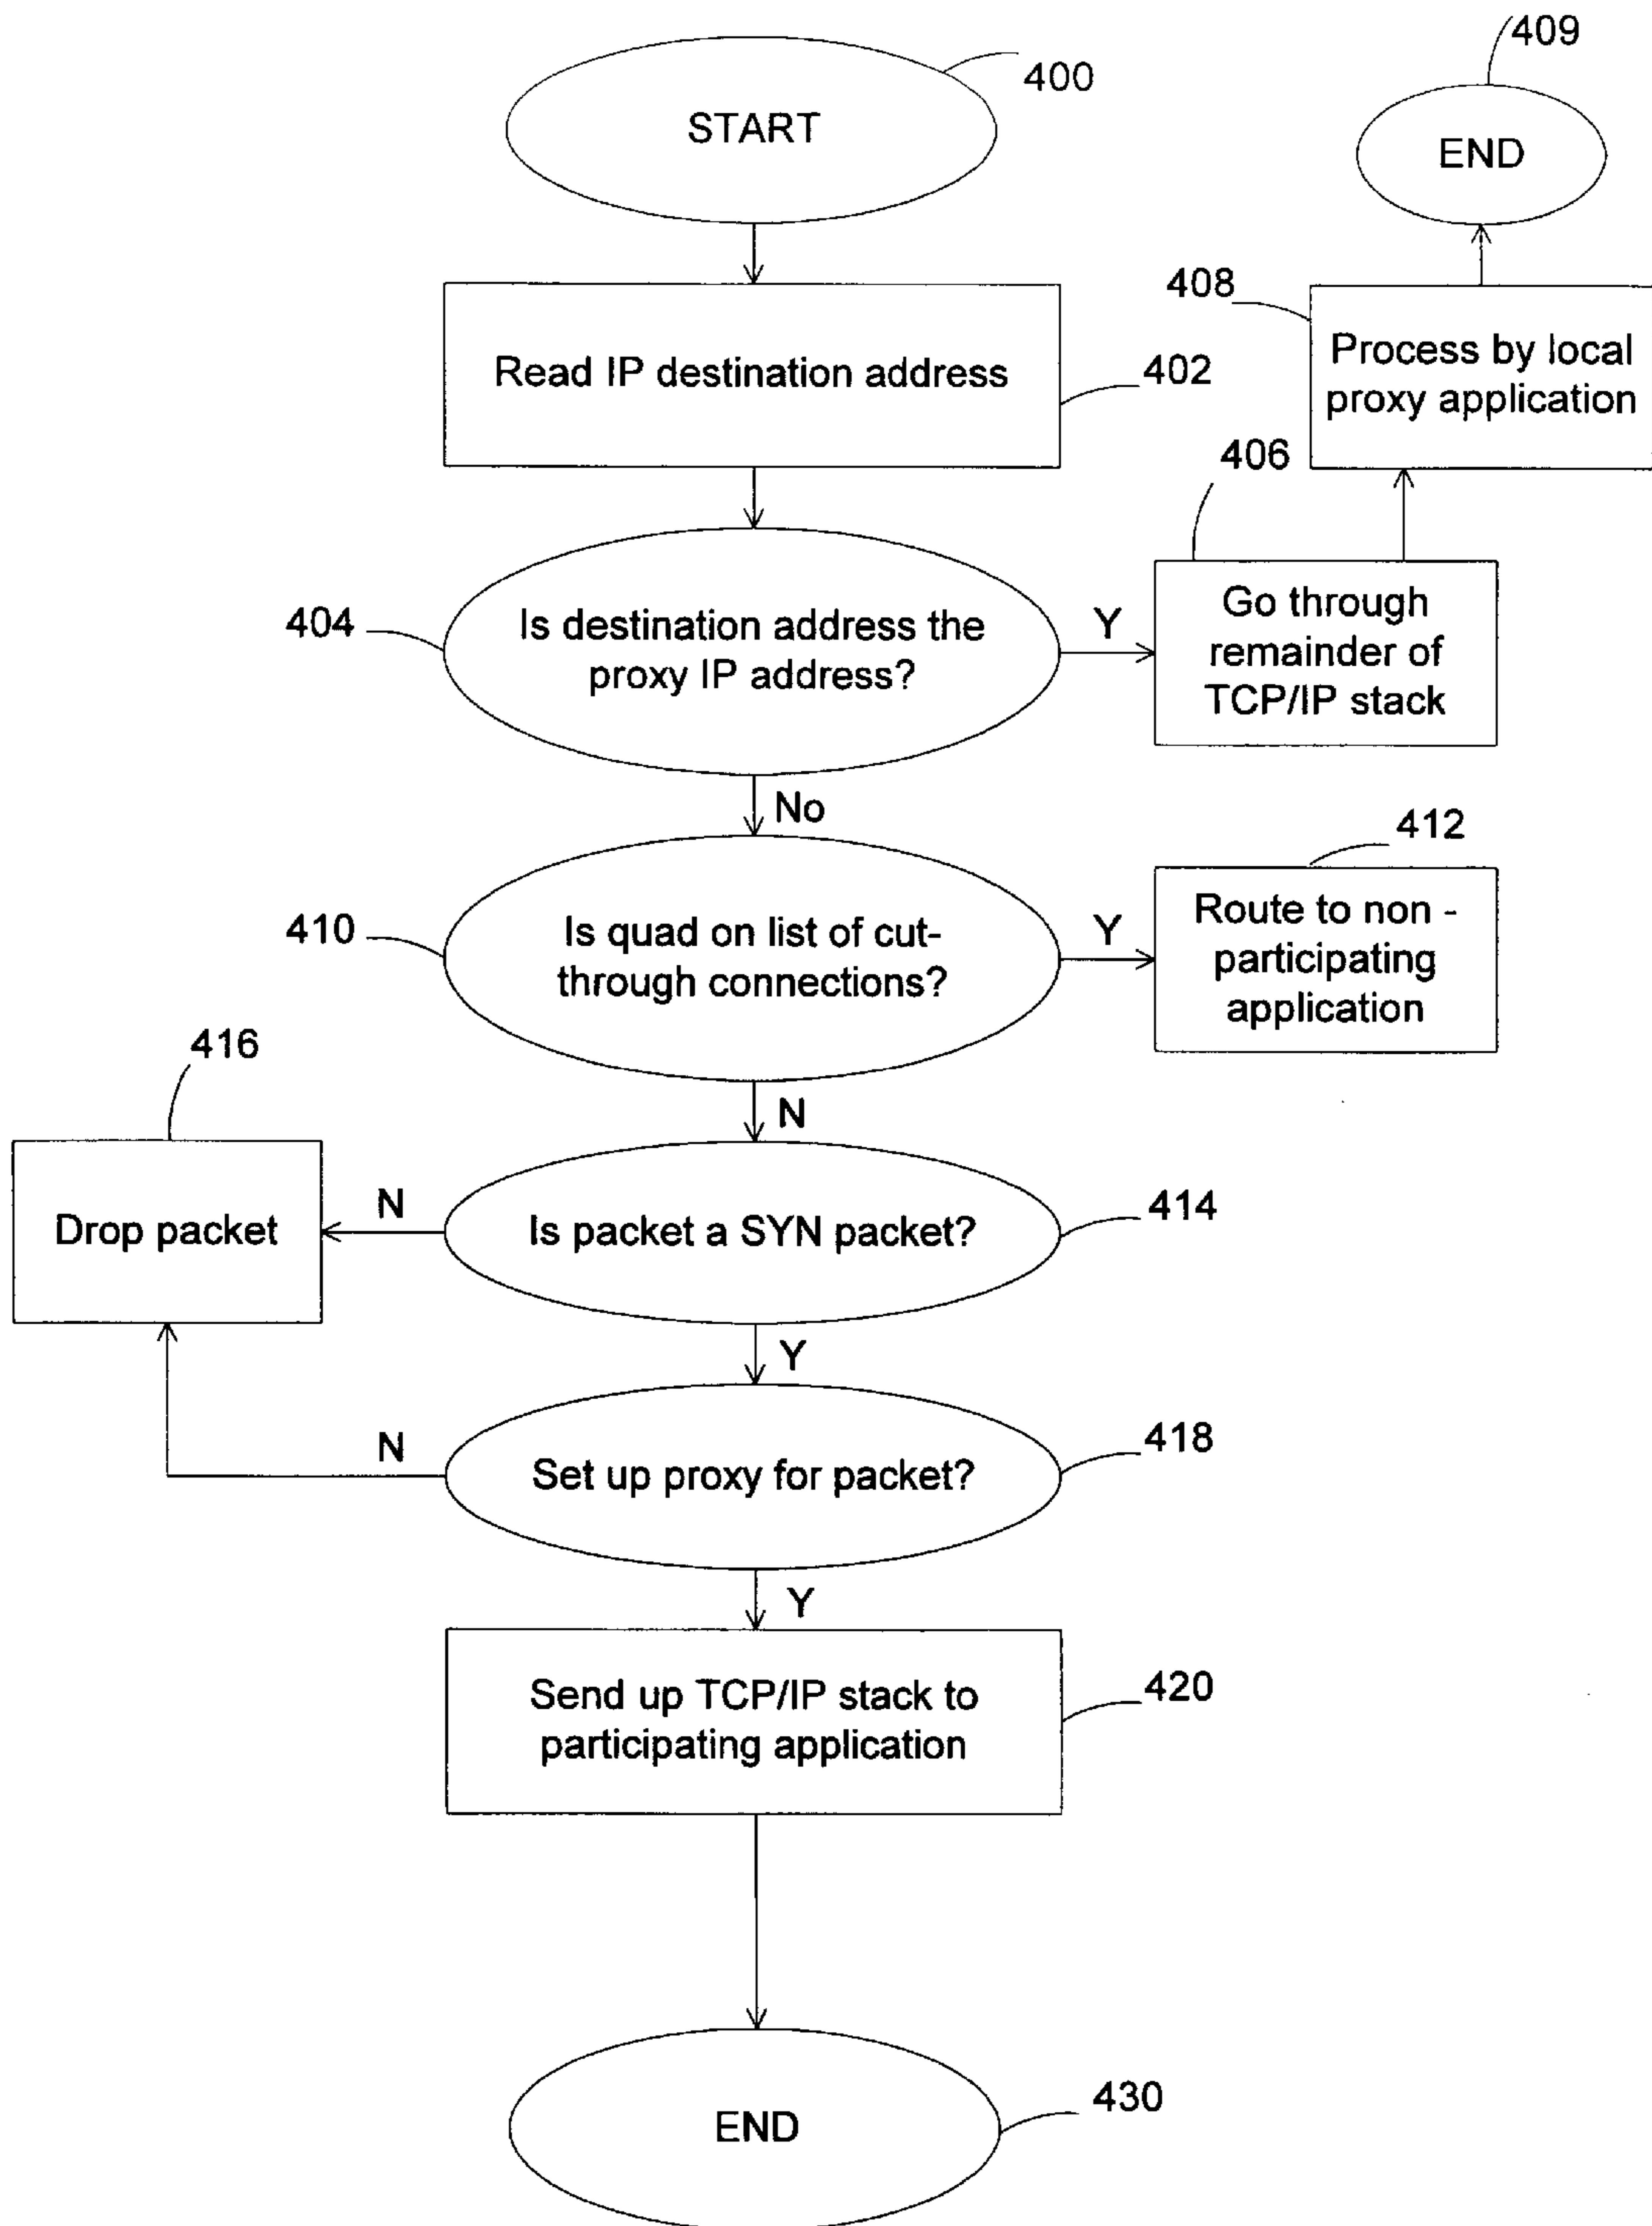 400
START
409
END
Read IP destination address
402
408
Process by local
proxy application
406
Go through
remainder of
TCP/IP stack
404
Is destination address the
proxy IP address?
Y
No
410
Is quad on list of cut-
through connections?
Y
412
Route to non -
participating
application
N
416
Drop packet
N
Is packet a SYN packet?
414
Y
N
Set up proxy for packet?
418
Y
Send up TCP/IP stack to
participating application
420
END
430